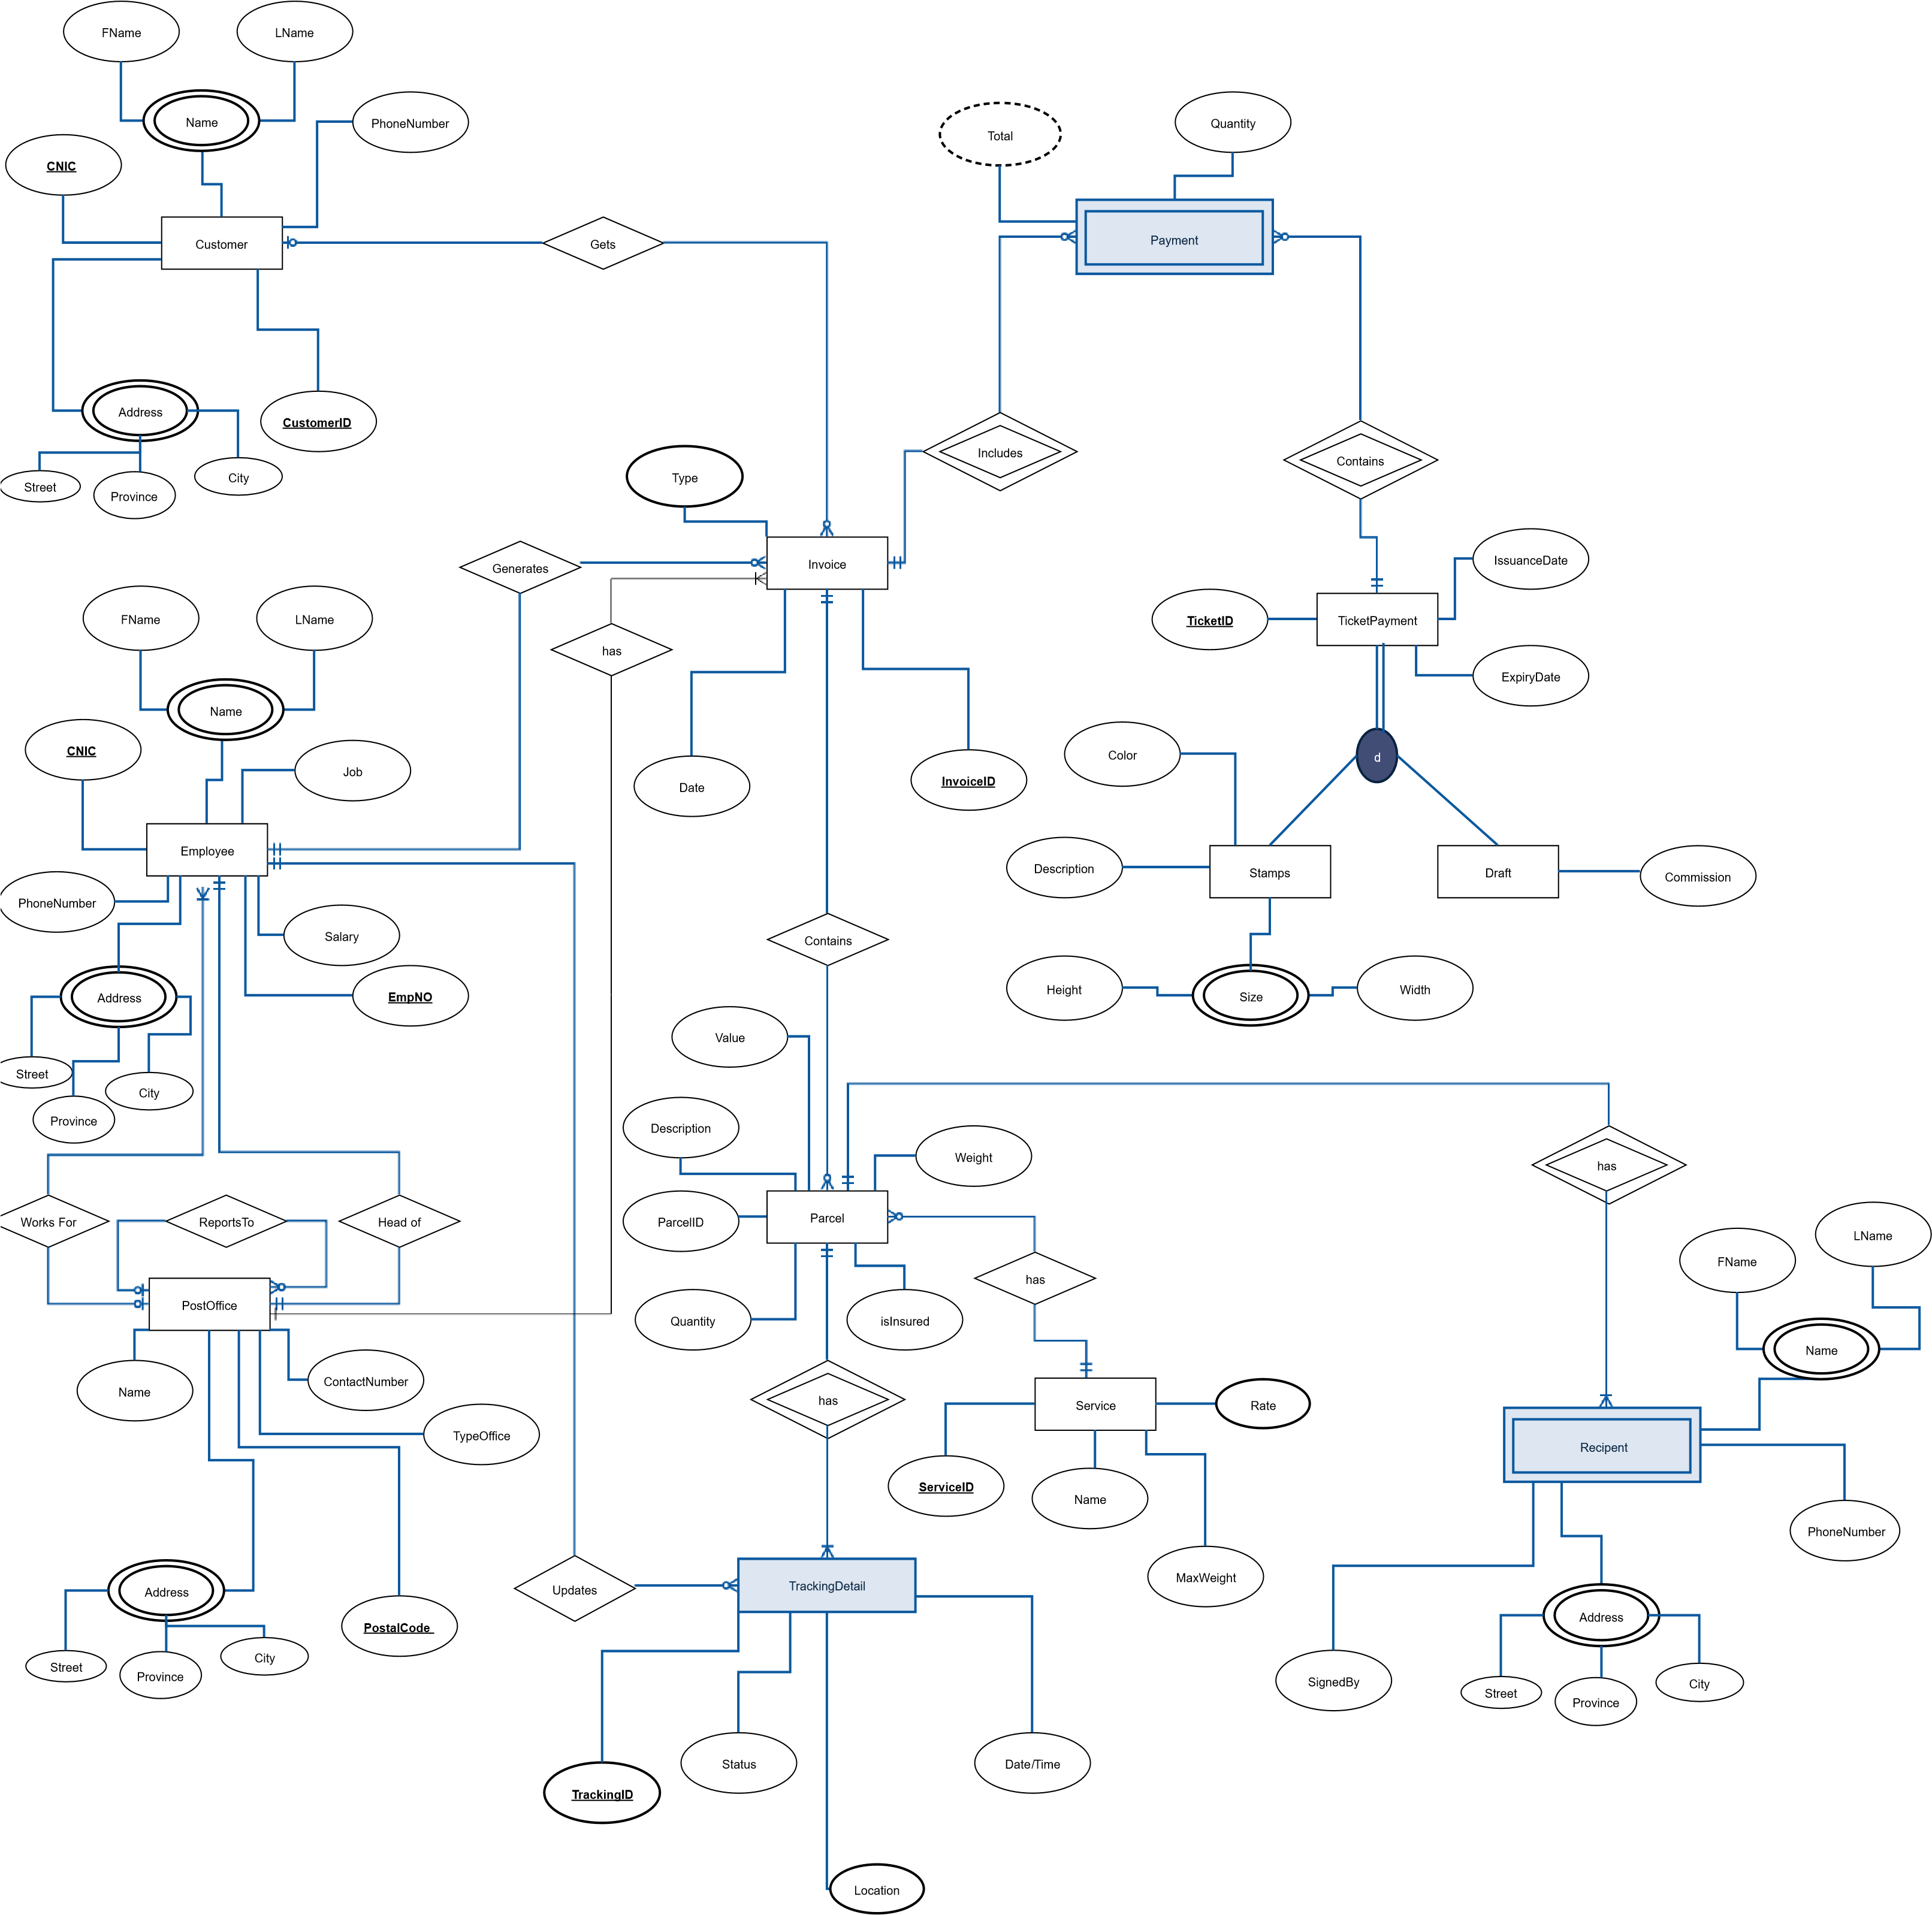 FName
LName
Name
PhoneNumber
CNIC
Customer
Gets
Address
CustomerID
Street
Province
City
Total
Quantity
Payment
Includes
Contains
Type
Invoice
Generates
has
Date
InvoiceID
IssuanceDate
TicketID
TicketPayment
ExpiryDate
d
Color
Description
Stamps
Draft
Commission
Height
Size
Width
FName
LName
Name
CNIC
Job
Employee
PhoneNumber
Salary
Address
EmpNO
Street
City
Province
Contains
Value
Description
Weight
ParcelID
Parcel
Quantity
isInsured
has
has
Works For
ReportsTo
Head of
PostOffice
Name
ContactNumber
TypeOffice
Address
PostalCode
Street
Province
City
has
Service
Rate
ServiceID
Name
MaxWeight
FName
LName
Name
Recipent
PhoneNumber
Address
SignedBy
Street
Province
City
Updates
TrackingDetail
TrackingID
Status
Date/Time
Location